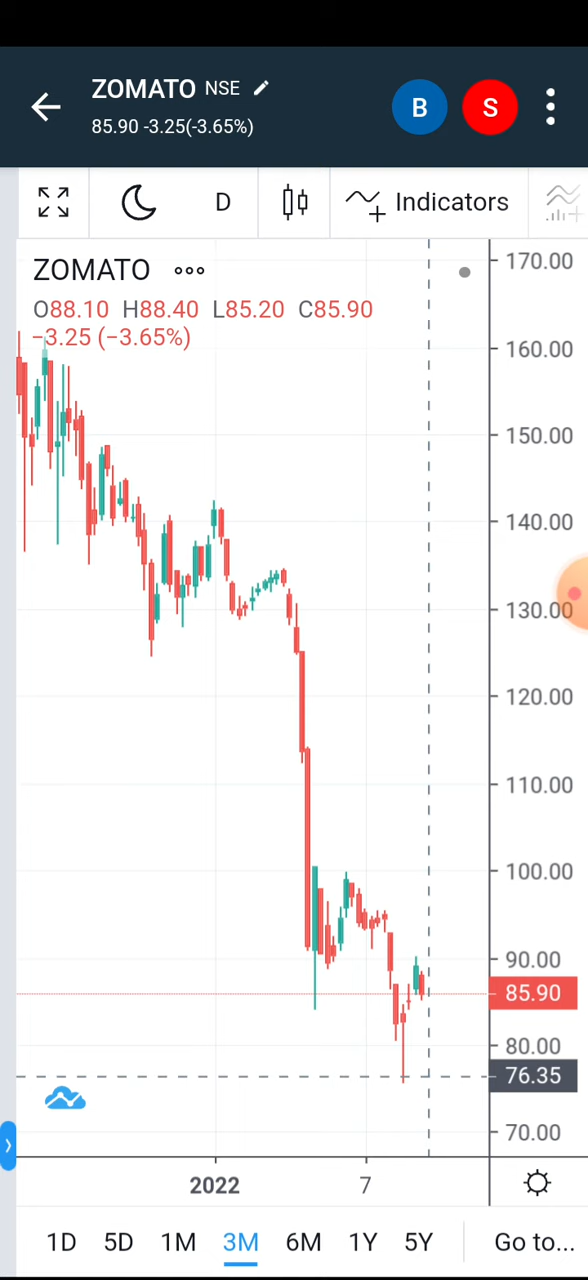 ZOMATO NSE
B
S
85.90 -3.25(-3.65%)
D
Indicators
ZOMATO
O88.10 H88.40 L85.20 C85.90
−3.25 (−3.65%)
170.00
160.00
150.00
140.00
130.00
120.00
110.00
100.00
90.00
85.90
80.00
76.35
70.00
2022
7
1D 5D 1M 3M 6M 1Y 5Y Go to...